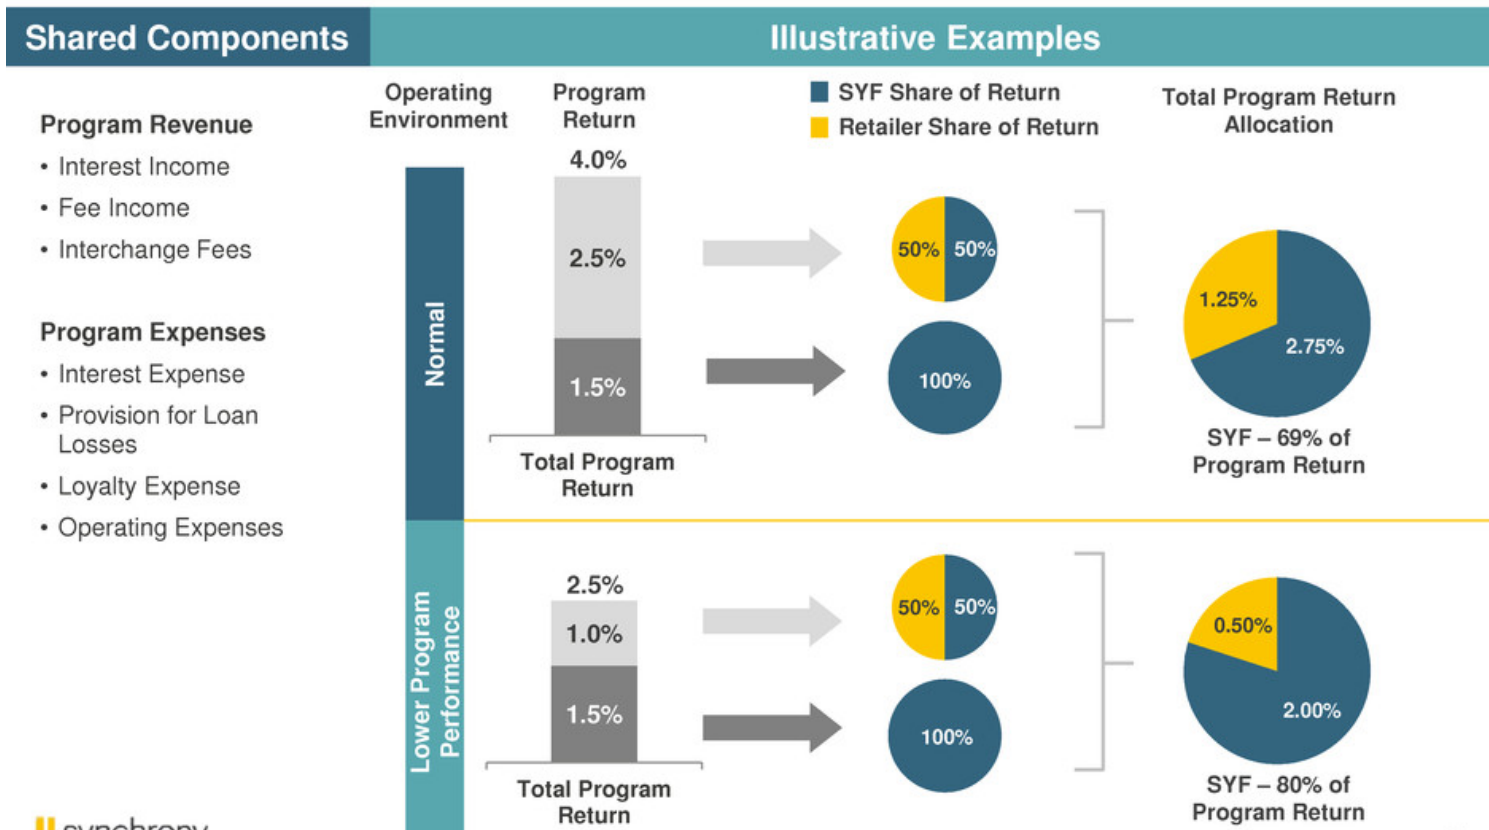 Shared Components
Illustrative Examples
Program Revenue
• Interest Income
• Fee Income
• Interchange Fees
Program Expenses
• Interest Expense
• Provision for Loan
Losses
• Loyalty Expense
• Operating Expenses
Operating
Environment
Program
Return
SYF Share of Return
Retailer Share of Return
Total Program Return
Allocation
Normal
4.0%
2.5%
1.5%
Total Program
Return
50% 50%
100%
1.25%
2.75%
SYF – 69% of
Program Return
Lower Program
Performance
2.5%
1.0%
1.5%
Total Program
Return
50% 50%
100%
0.50%
2.00%
SYF – 80% of
Program Return
synchrony